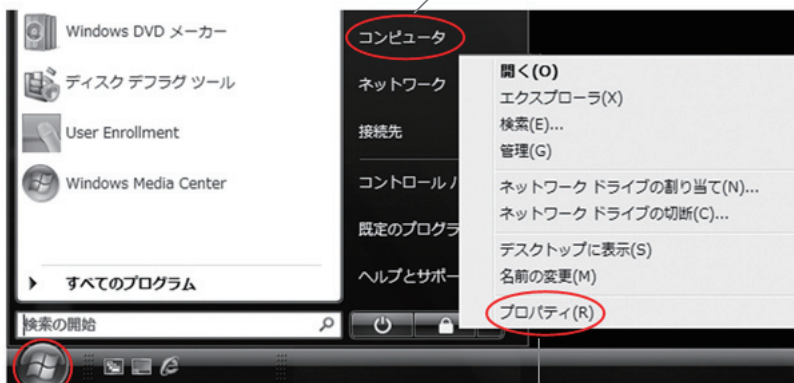 Windows DVD メーカー
ディスク デフラグ ツール
User Enrollment
Windows Media Center
すべてのプログラム
検索の開始
コンピュータ
ネットワーク
接続先
コントロール
既定のプログラ
ヘルプとサポー
開く(O)
エクスプローラ(X)
検索(E)...
管理(G)
ネットワーク ドライブの割り当て(N)...
ネットワーク ドライブの切断(C)...
デスクトップに表示(S)
名前の変更(M)
プロパティ(R)